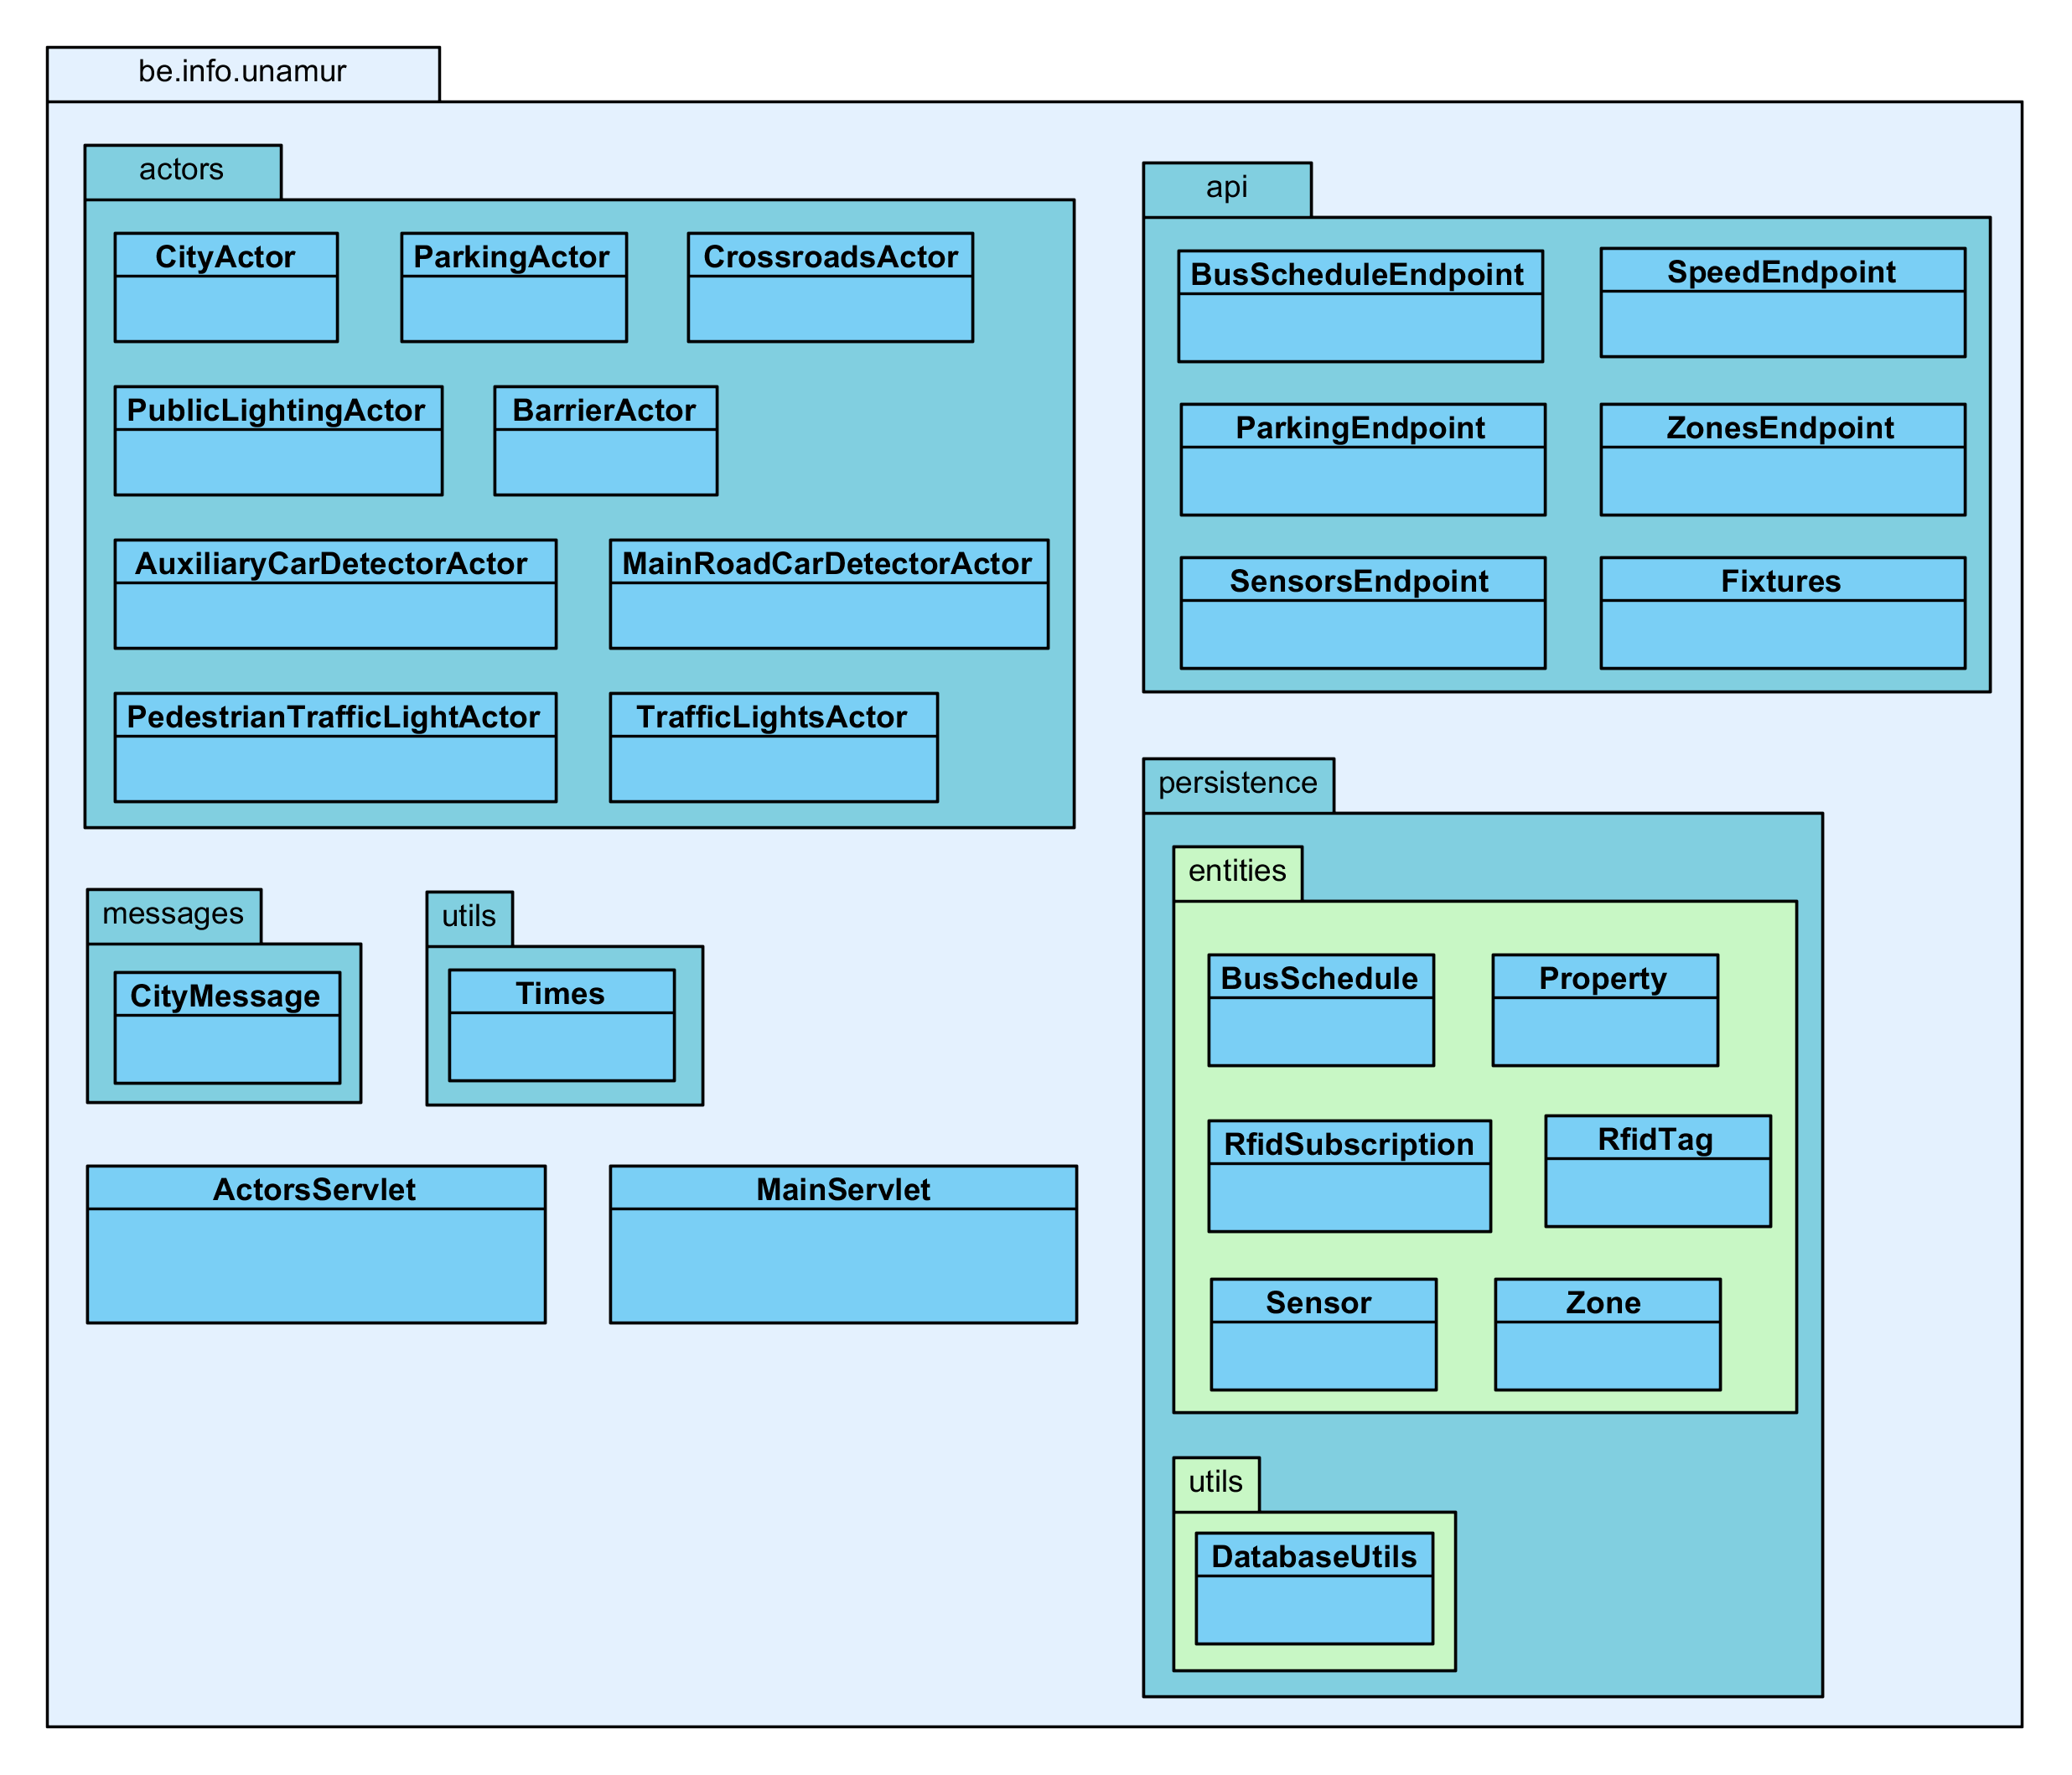 be.info.unamur
actors
CityActor
ParkingActor
CrossroadsActor
PublicLightingActor
BarrierActor
AuxiliaryCarDetectorActor
MainRoadCarDetectorActor
PedestrianTrafficLightActor
TrafficLightsActor
api
BusScheduleEndpoint
SpeedEndpoint
ParkingEndpoint
ZonesEndpoint
SensorsEndpoint
Fixtures
messages
CityMessage
utils
Times
ActorsServlet
MainServlet
persistence
entities
BusSchedule
Property
RfidSubscription
RfidTag
Sensor
Zone
utils
DatabaseUtils